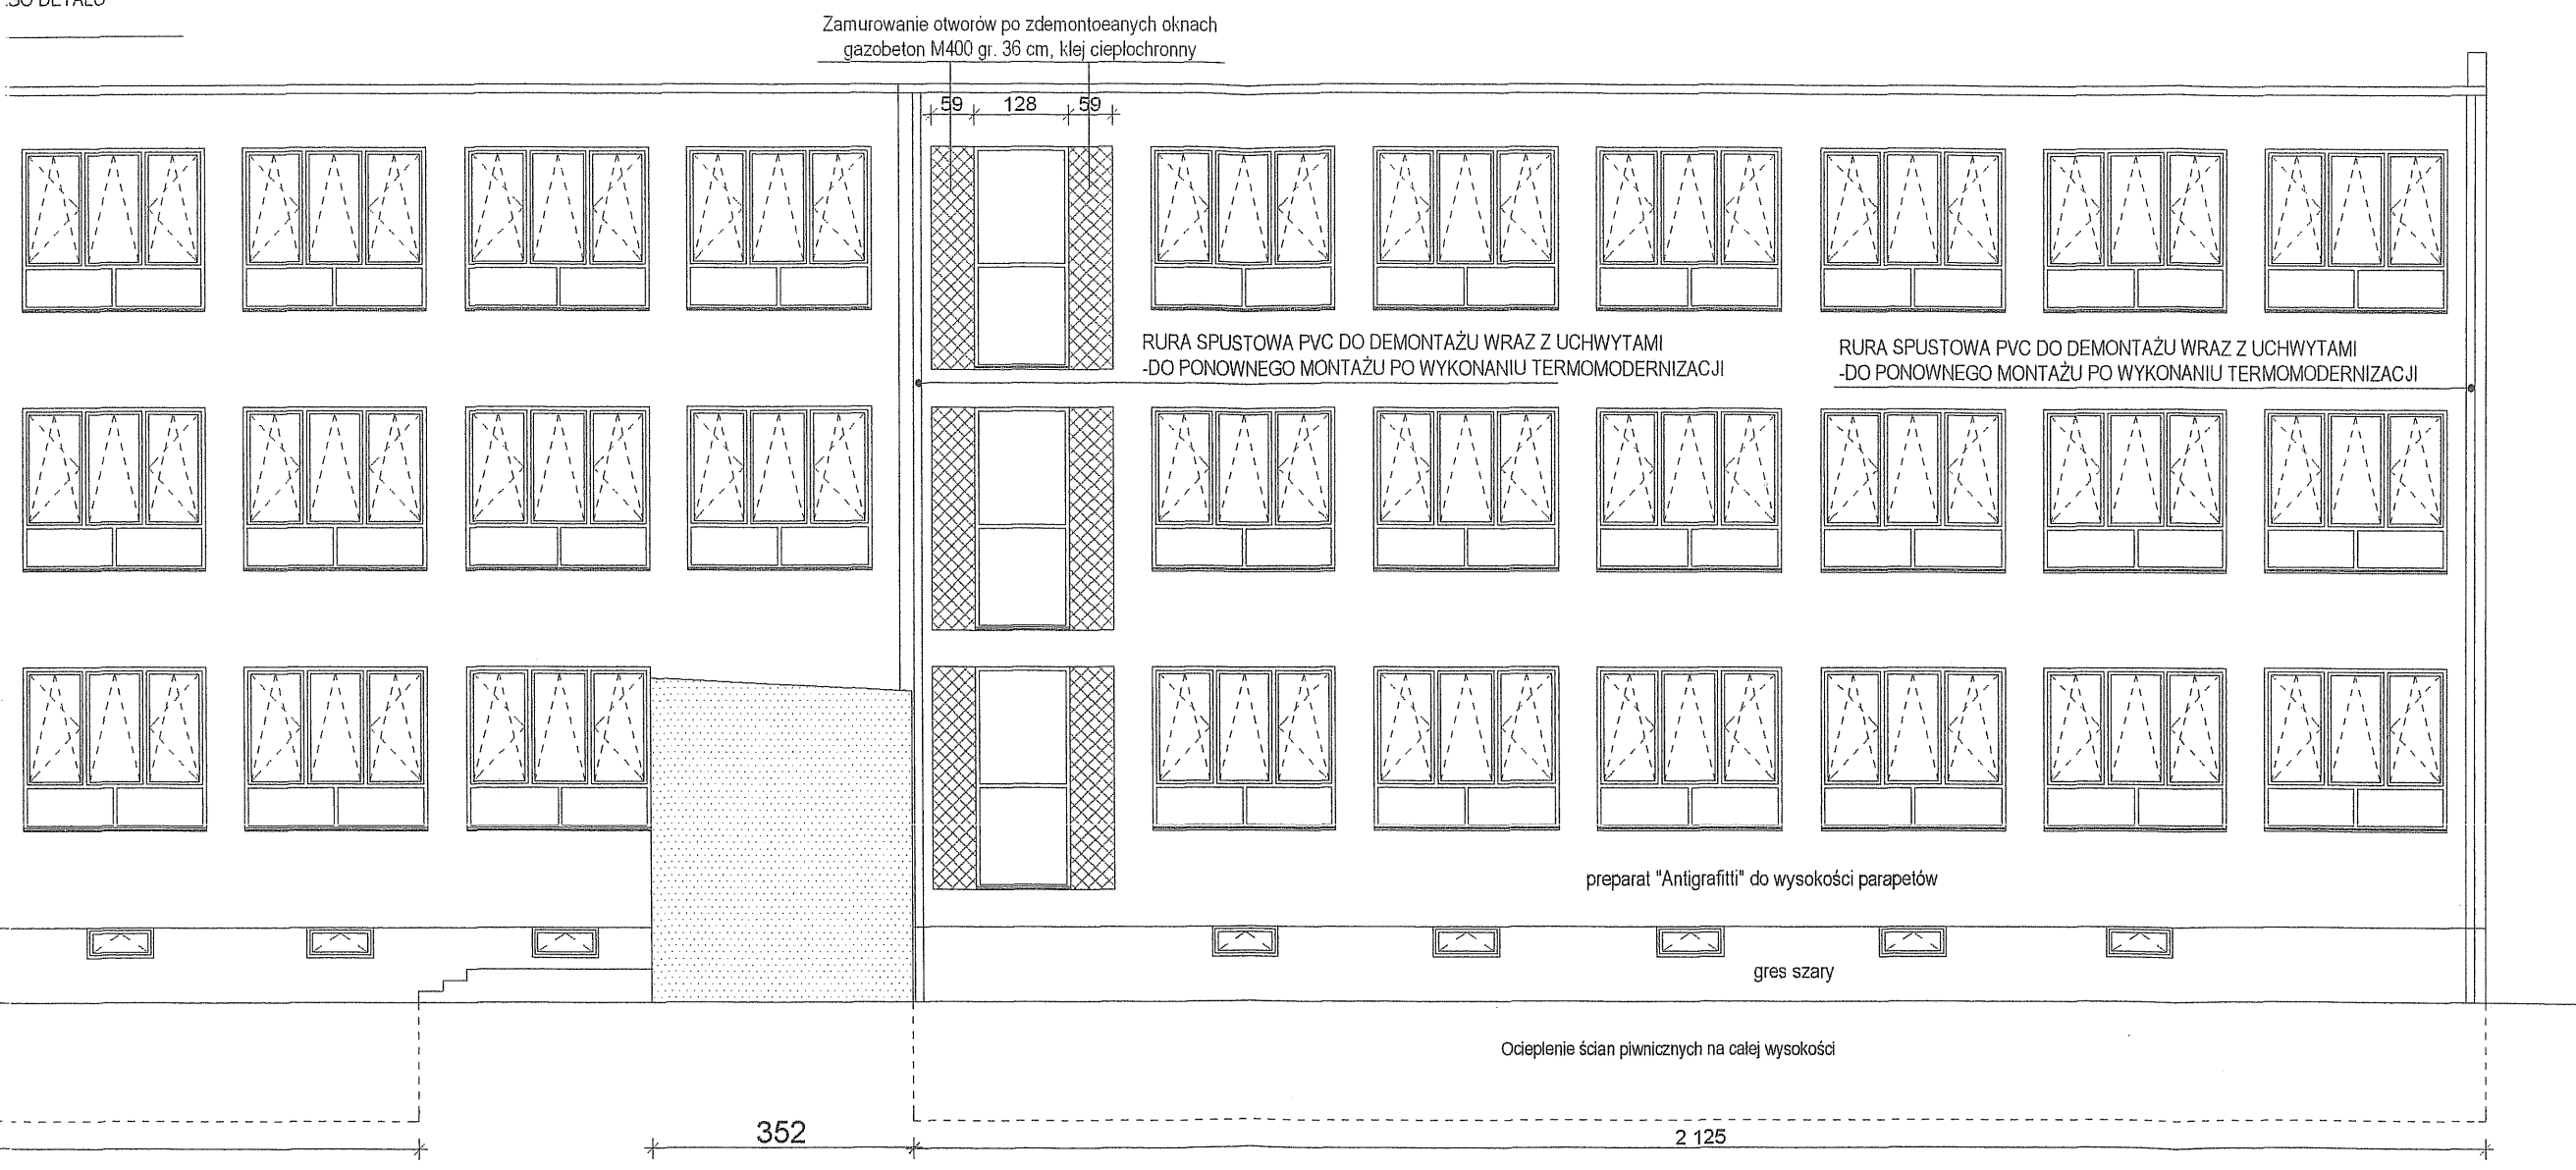 DETALU
Zamurowanie otworów po zdemontoeanych oknach
gazobeton M400 gr. 36 cm, klej ciepłochronny
59 128 59
RURA SPUSTOWA PVC DO DEMONTAŻU WRAZ Z UCHWYTAMI
-DO PONOWNEGO MONTAŻU PO WYKONANIU TERMOMODERNIZACJI
RURA SPUSTOWA PVC DO DEMONTAŻU WRAZ Z UCHWYTAMI
-DO PONOWNEGO MONTAŻU PO WYKONANIU TERMOMODERNIZACJI
preparat "Antigrafitti" do wysokości parapetów
gres szary
Ocieplenie ścian piwnicznych na całej wysokości
352
2 125